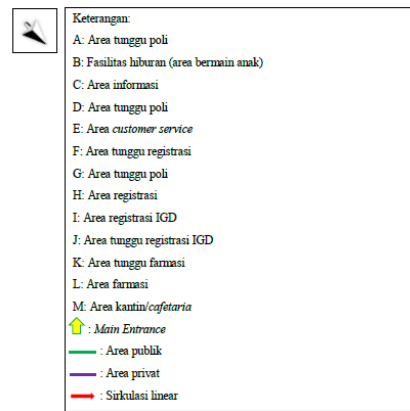 Keterangan:
A: Area tunggu poli
B: Fasilitas hiburan (area bermain anak)
C: Area informasi
D: Area tunggu poli
E: Area customer service
F: Area tunggu registrasi
G: Area tunggu poli
H: Area registrasi
I: Area registrasi IGD
J: Area tunggu registrasi IGD
K: Area tunggu farmasi
L: Area farmasi
M: Area kantin/cafetaria
: Main Entrance
: Area publik
: Area privat
: Sirkulasi linear